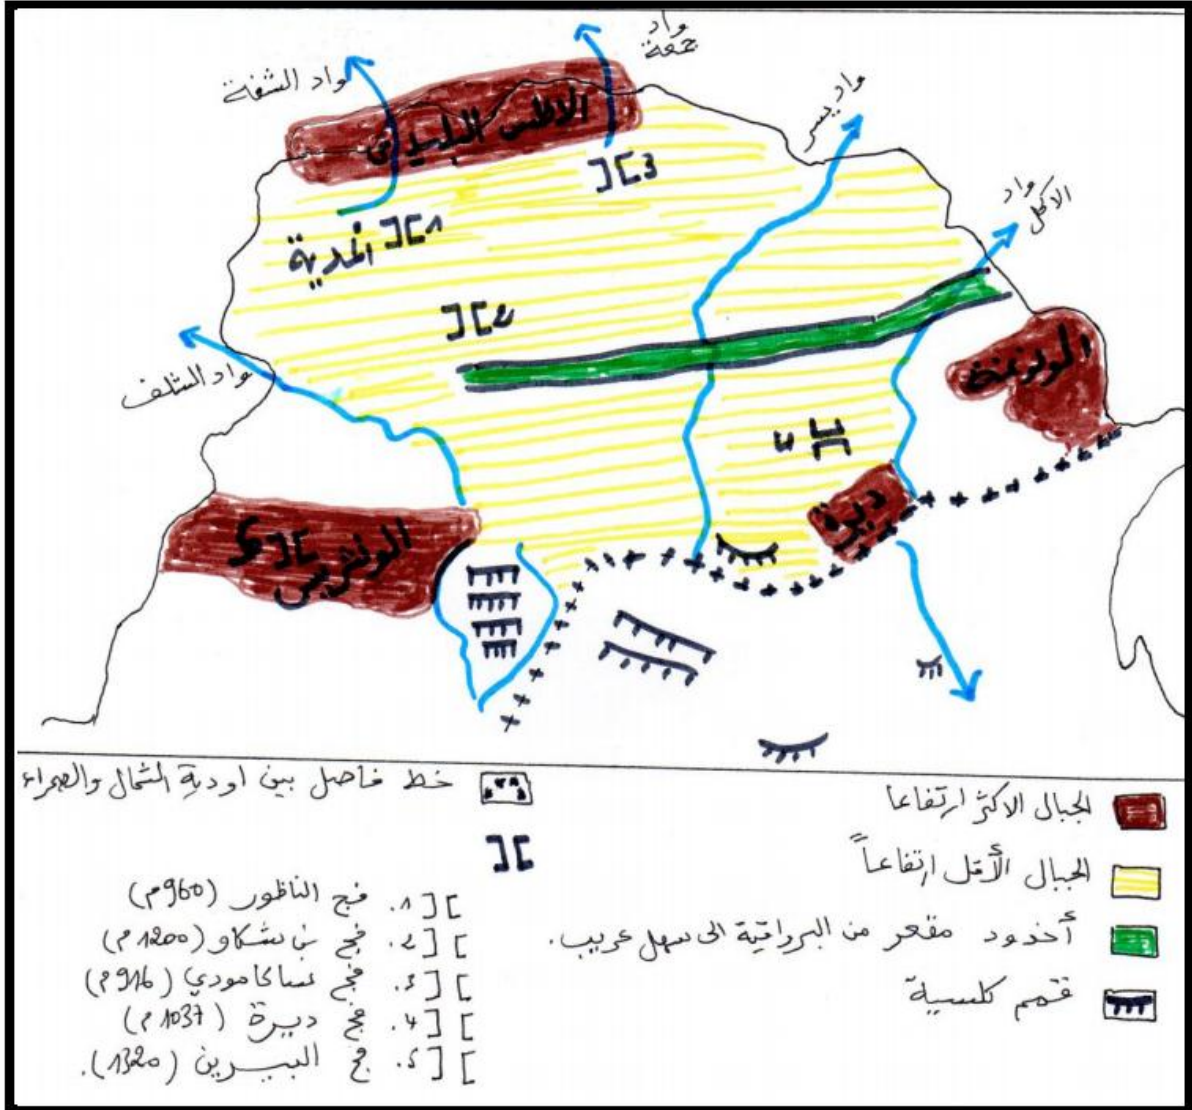 واد
جمعة
واد الشفة
واد يسر
الاطلس البليدي
][3
واد
الاكحل
المدية
][1
][2
واد الشلف
الونوغة
4
ديرة
الونشريس
][5
خط فاصل بين اودية الشمال والصحراء
الجبال الاكثر ارتفاعا
][
الجبال الأقل ارتفاعاً
أخدود مقعر من البرواقية الى سهل عريب.
قمم كلسية
][ 1. فج الناظور (960م)
][ 2. فج بن شكاو (1200م)
][ 3. فج ساكامودي (916م)
][ 4. فج ديرة (1037م)
][ 5. فج البيرين (1320).